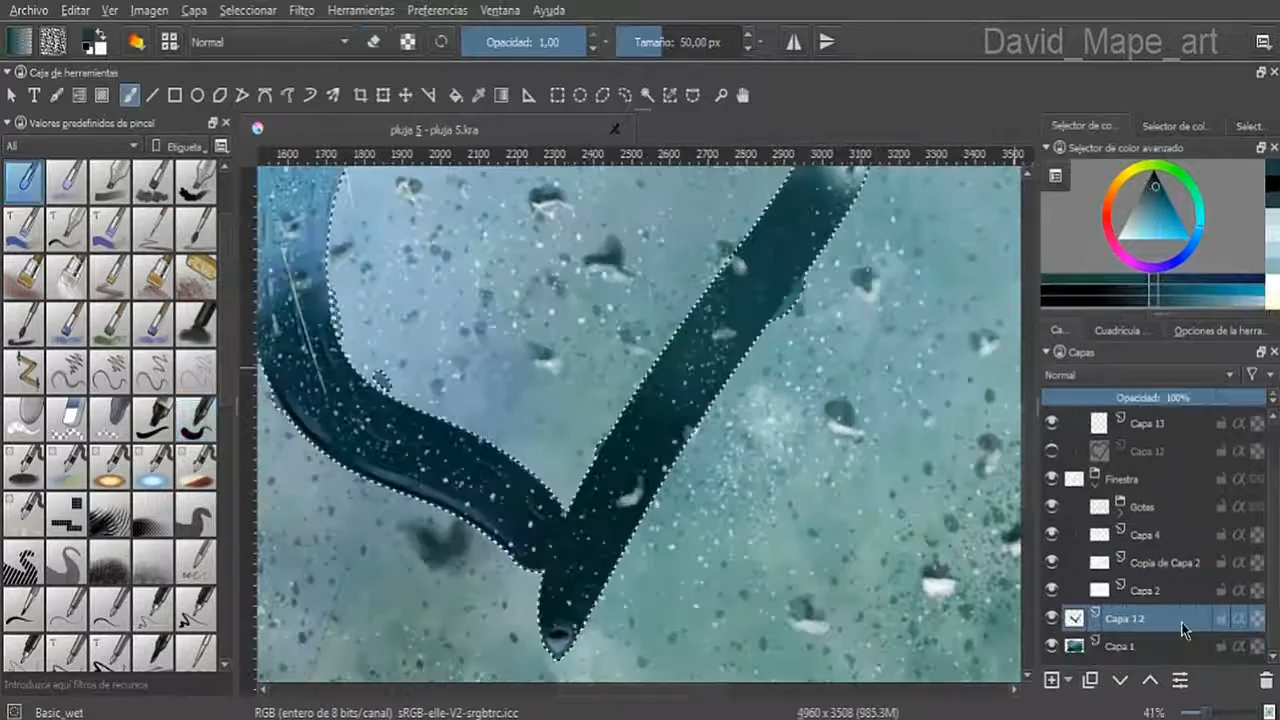 Archivo Editar Ver Imagen Capa Seleccionar Filtro Herramientas Preferencias Ventana Ayuda
Normal Opacidad: 1,00 Tamaño: 50,00 px David_Mape_art
Caja de herramientas
Valores predefinidos de pincel
pluja 5 - pluja 5.kra
Selector de co... Selector de col... Select...
All Etiqueta
Selector de color avanzado
1600 1700 1800 1900 2000 2100 2200 2300 2400 2500 2600 2700 2800 2900 3000 3100 3200 3300 3400 3500
Ca... Cuadrícula ... Opciones de la herra...
Capas
Normal
Opacidad: 100%
Capa 13
Capa 12
Finestra
Gotes
Capa 4
Copia de Capa 2
Capa 2
Capa 12
Capa 1
Introduzca aquí filtros de recursos
Basic_wet RGB (entero de 8 bits/canal) sRGB-elle-V2-srgbtrc.icc 4960 x 3508 (985.3M) 41%